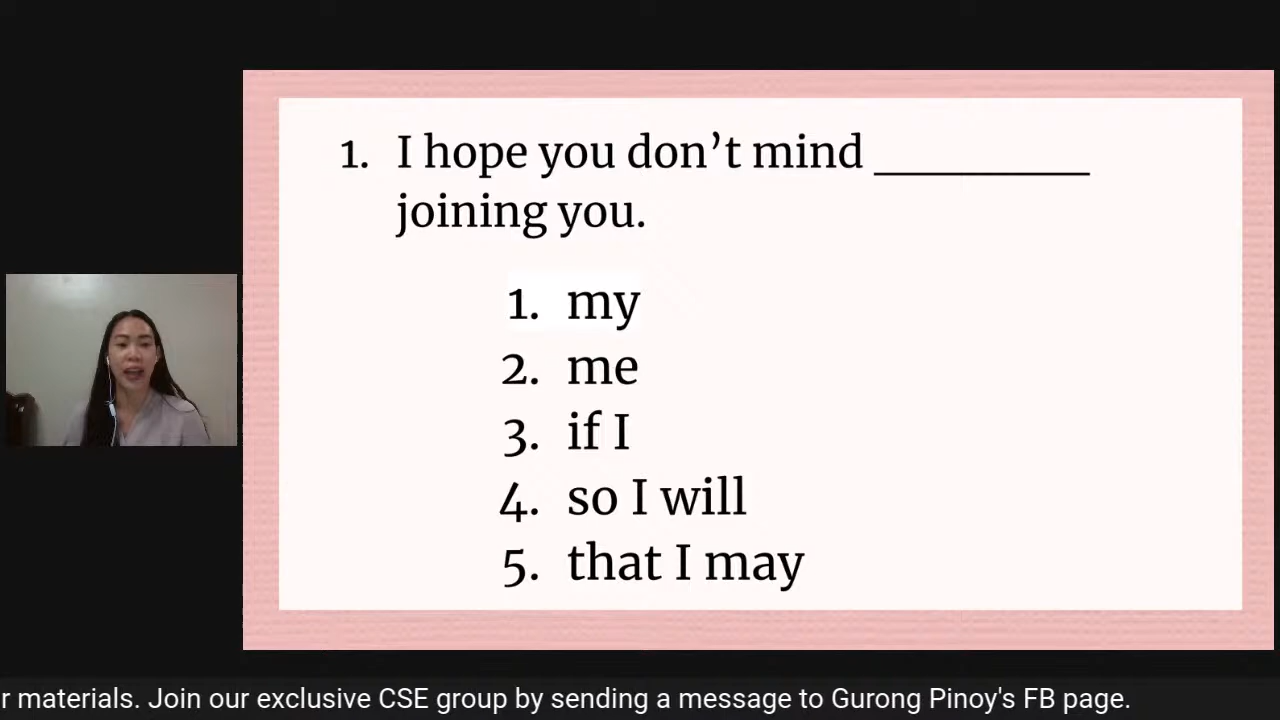 1. I hope you don’t mind ________
joining you.
1. my
2. me
3. if I
4. so I will
5. that I may
r materials. Join our exclusive CSE group by sending a message to Gurong Pinoy's FB page.